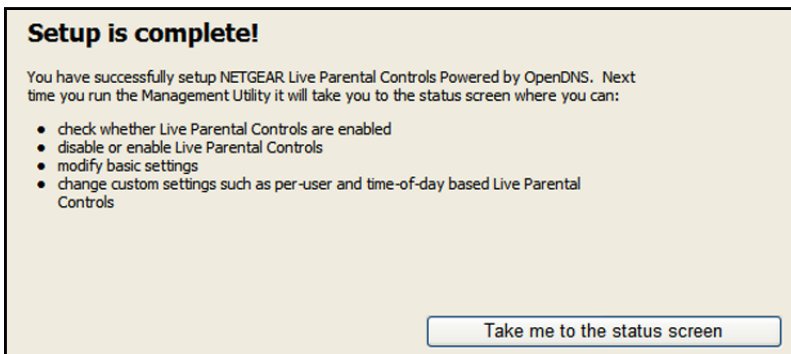 Setup is complete!
You have successfully setup NETGEAR Live Parental Controls Powered by OpenDNS.  Next
time you run the Management Utility it will take you to the status screen where you can:
● check whether Live Parental Controls are enabled
● disable or enable Live Parental Controls
● modify basic settings
● change custom settings such as per-user and time-of-day based Live Parental
Controls
Take me to the status screen